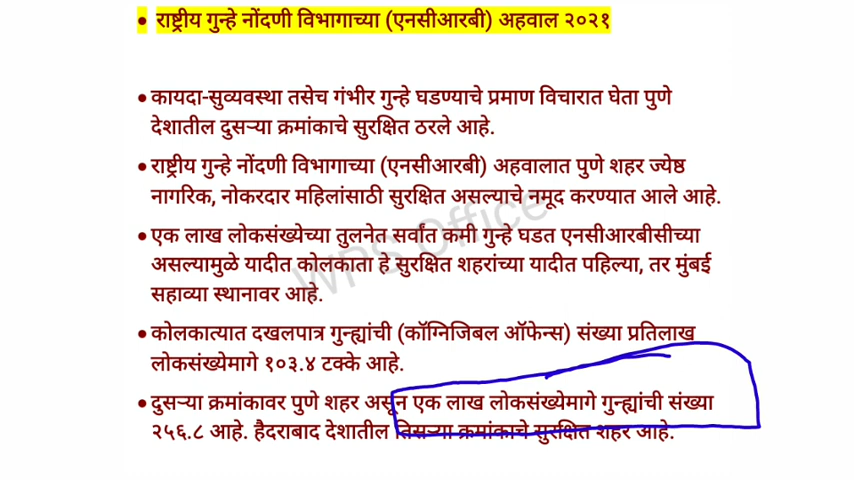 • राष्ट्रीय गुन्हे नोंदणी विभागाच्या (एनसीआरबी) अहवाल २०२१
• कायदा-सुव्यवस्था तसेच गंभीर गुन्हे घडण्याचे प्रमाण विचारात घेता पुणे
देशातील दुसऱ्या क्रमांकाचे सुरक्षित ठरले आहे.
• राष्ट्रीय गुन्हे नोंदणी विभागाच्या (एनसीआरबी) अहवालात पुणे शहर ज्येष्ठ
नागरिक, नोकरदार महिलांसाठी सुरक्षित असल्याचे नमूद करण्यात आले आहे.
• एक लाख लोकसंख्येच्या तुलनेत सर्वांत कमी गुन्हे घडत एनसीआरबीसीच्या
असल्यामुळे यादीत कोलकाता हे सुरक्षित शहरांच्या यादीत पहिल्या, तर मुंबई
सहाव्या स्थानावर आहे.
• कोलकात्यात दखलपात्र गुन्ह्यांची (कॉग्निजिबल ऑफेन्स) संख्या प्रतिलाख
लोकसंख्येमागे १०३.४ टक्के आहे.
• दुसऱ्या क्रमांकावर पुणे शहर असून एक लाख लोकसंख्येमागे गुन्ह्यांची संख्या
२५६.८ आहे. हैदराबाद देशातील तिसऱ्या क्रमांकाचे सुरक्षित शहर आहे.
WPS Office